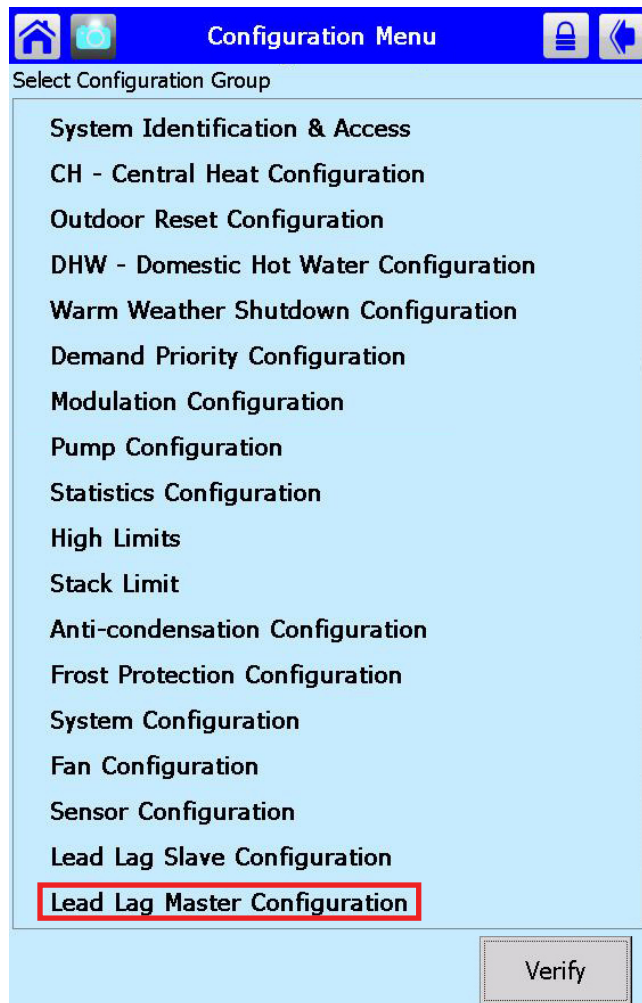 Configuration Menu
Select Configuration Group
System Identification & Access
CH - Central Heat Configuration
Outdoor Reset Configuration
DHW - Domestic Hot Water Configuration
Warm Weather Shutdown Configuration
Demand Priority Configuration
Modulation Configuration
Pump Configuration
Statistics Configuration
High Limits
Stack Limit
Anti-condensation Configuration
Frost Protection Configuration
System Configuration
Fan Configuration
Sensor Configuration
Lead Lag Slave Configuration
Lead Lag Master Configuration
Verify